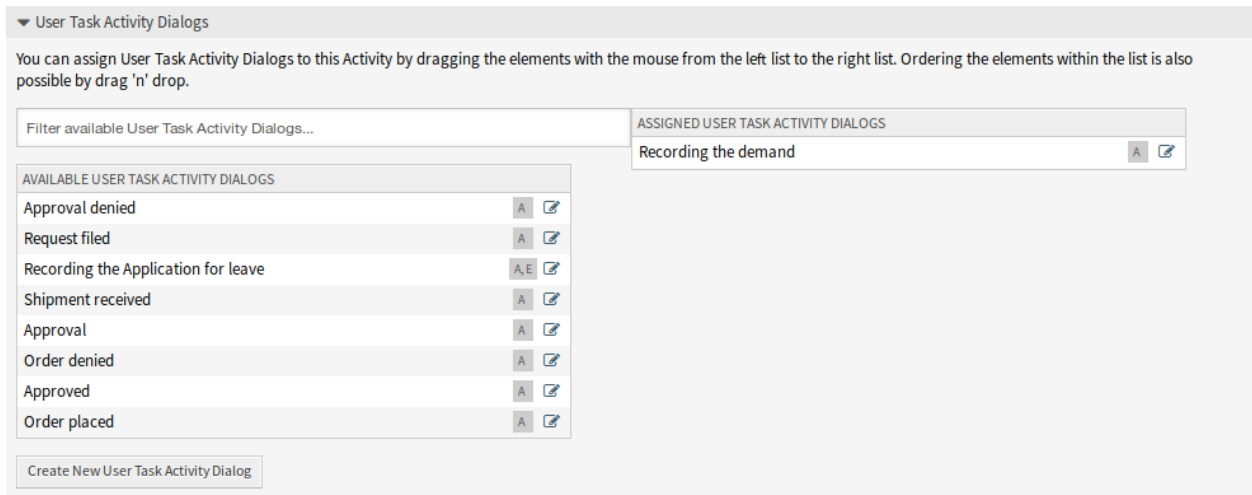 User Task Activity Dialogs
You can assign User Task Activity Dialogs to this Activity by dragging the elements with the mouse from the left list to the right list. Ordering the elements within the list is also
possible by drag 'n' drop.
Filter available User Task Activity Dialogs...
AVAILABLE USER TASK ACTIVITY DIALOGS
Approval denied A
Request filed A
Recording the Application for leave A, E
Shipment received A
Approval A
Order denied A
Approved A
Order placed A
Create New User Task Activity Dialog
ASSIGNED USER TASK ACTIVITY DIALOGS
Recording the demand A